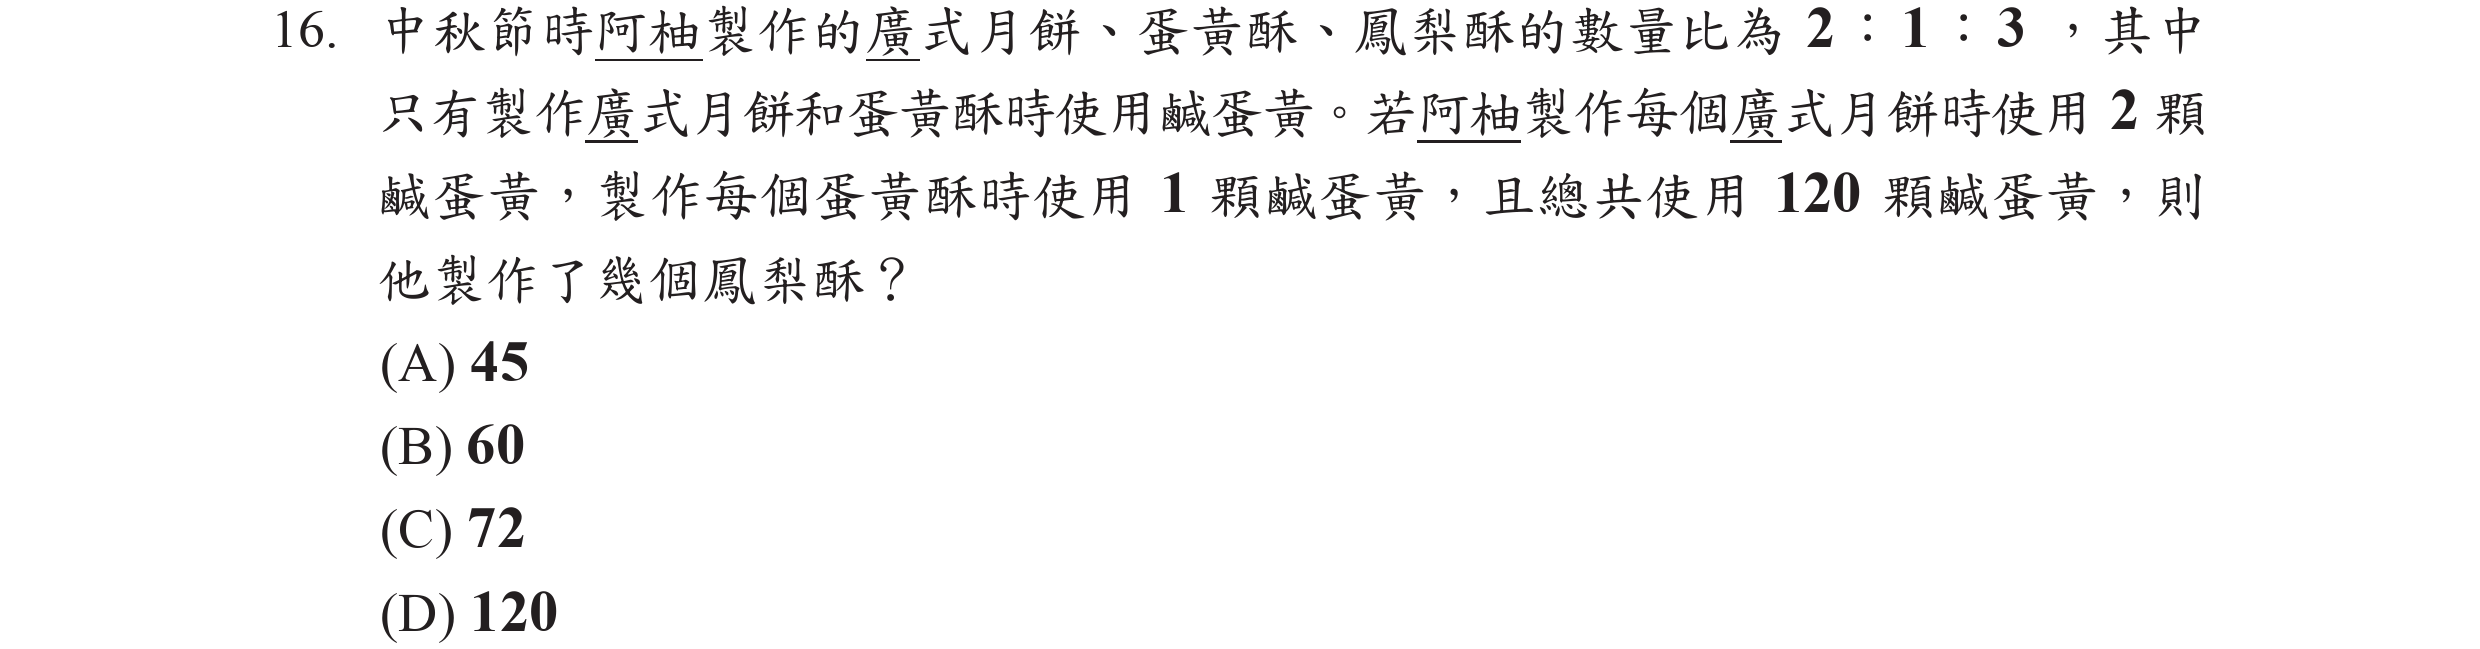 16. 中秋節時阿柚製作的廣式月餅、蛋黃酥、鳳梨酥的數量比為 2：1：3 ，其中
只有製作廣式月餅和蛋黃酥時使用鹹蛋黃。若阿柚製作每個廣式月餅時使用 2 顆
鹹蛋黃，製作每個蛋黃酥時使用 1 顆鹹蛋黃，且總共使用 120 顆鹹蛋黃，則
他製作了幾個鳳梨酥？
(A) 45
(B) 60
(C) 72
(D) 120